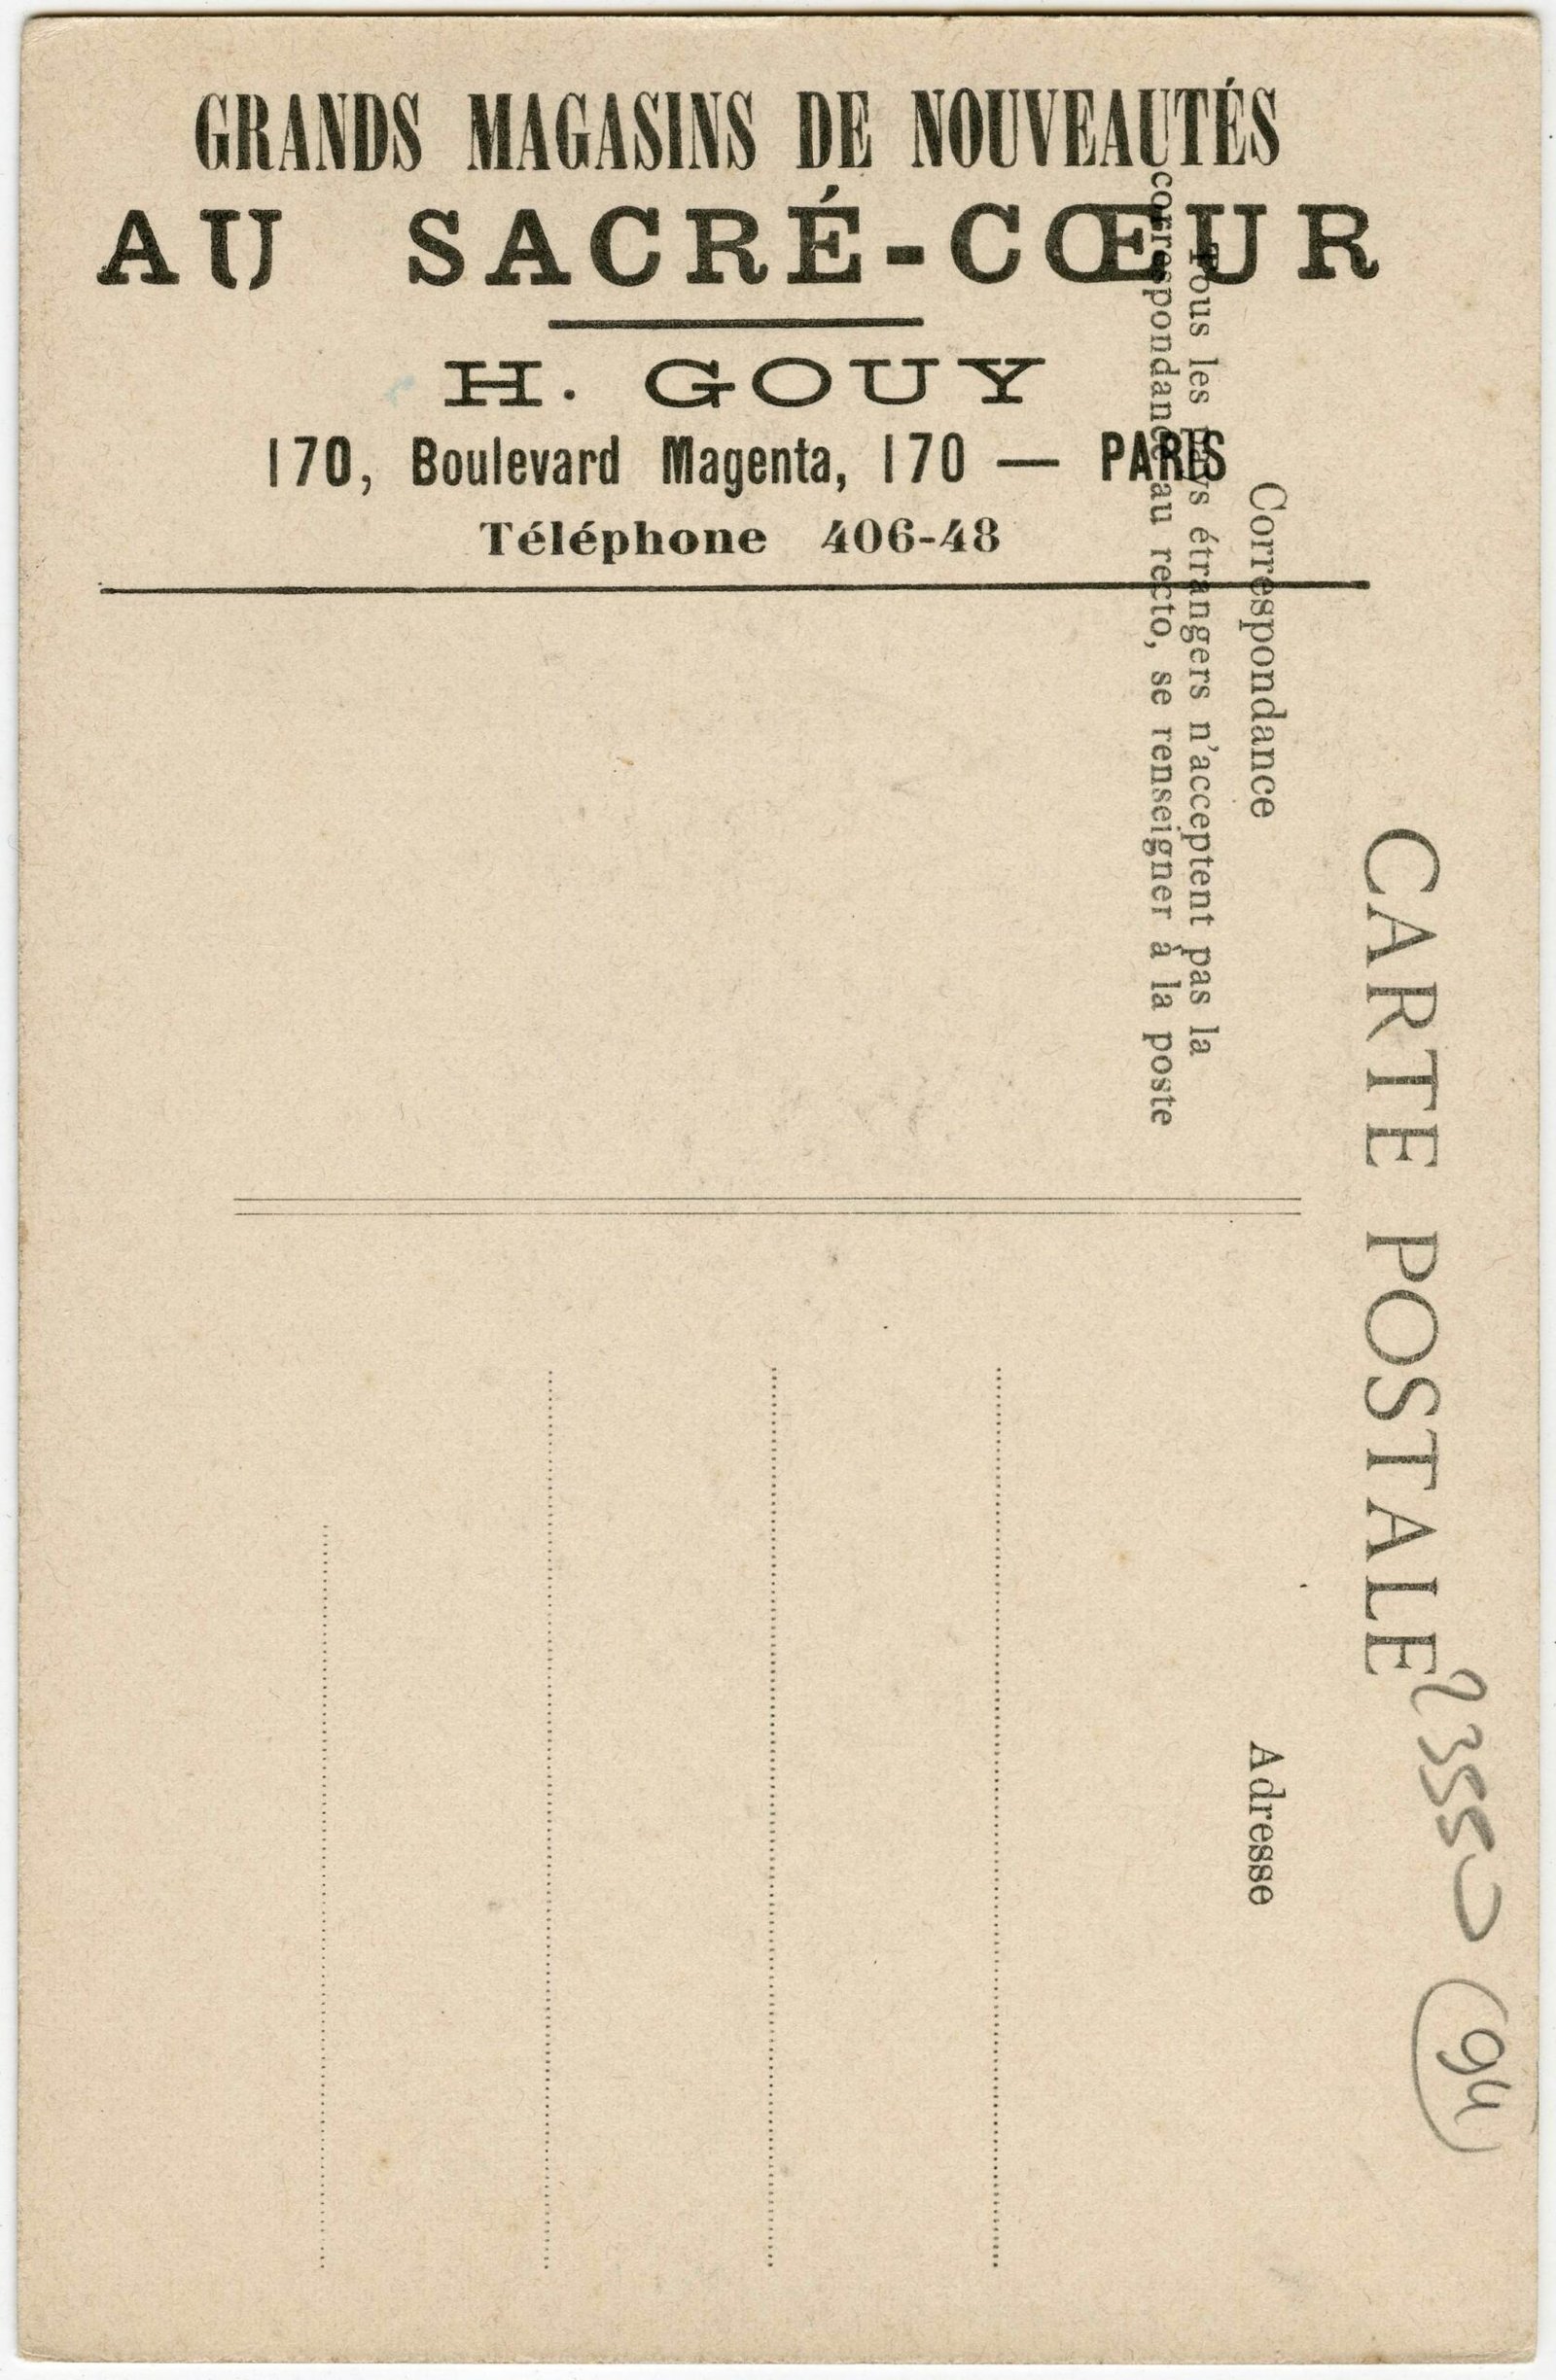 GRANDS MAGASINS DE NOUVEAUTÉS
AU SACRÉ-CŒUR
H. GOUY
170, Boulevard Magenta, 170 — PARIS
Téléphone 406-48
CARTE POSTALE
Correspondance
Tous les pays étrangers n'acceptent pas la
correspondance au recto, se renseigner à la poste
Adresse
94